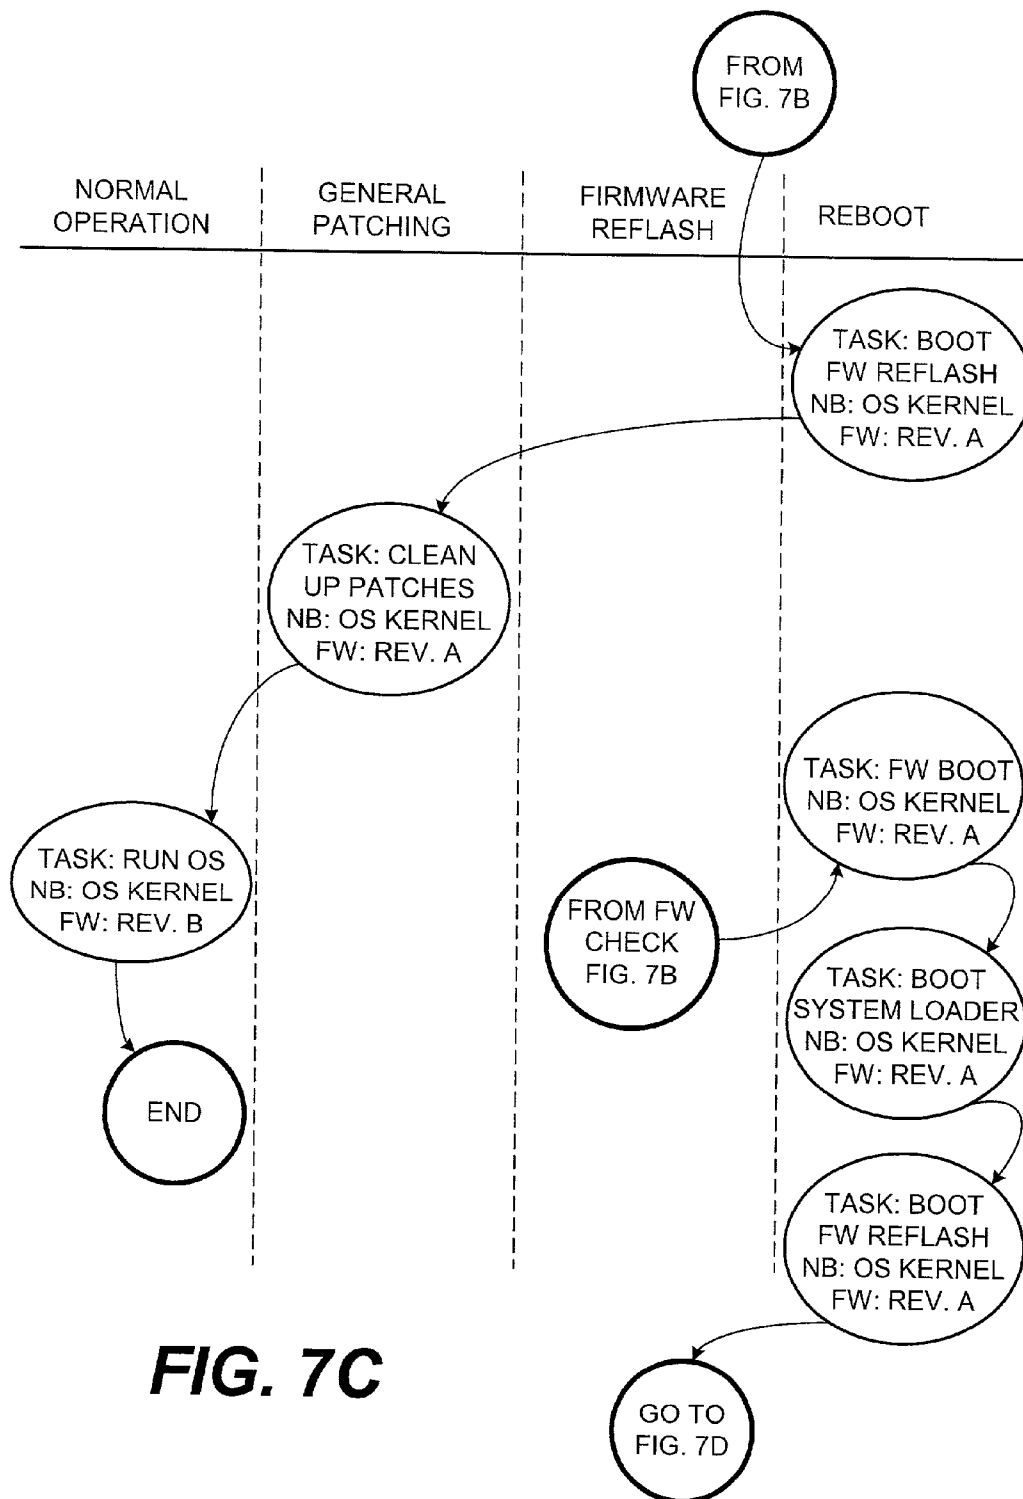 FROM
FIG. 7B
NORMAL
OPERATION
GENERAL
PATCHING
FIRMWARE
REFLASH
REBOOT
TASK: BOOT
FW REFLASH
NB: OS KERNEL
FW: REV. A
TASK: CLEAN
UP PATCHES
NB: OS KERNEL
FW: REV. A
TASK: FW BOOT
NB: OS KERNEL
FW: REV. A
TASK: RUN OS
NB: OS KERNEL
FW: REV. B
FROM FW
CHECK
FIG. 7B
TASK: BOOT
SYSTEM LOADER
NB: OS KERNEL
FW: REV. A
END
TASK: BOOT
FW REFLASH
NB: OS KERNEL
FW: REV. A
FIG. 7C
GO TO
FIG. 7D